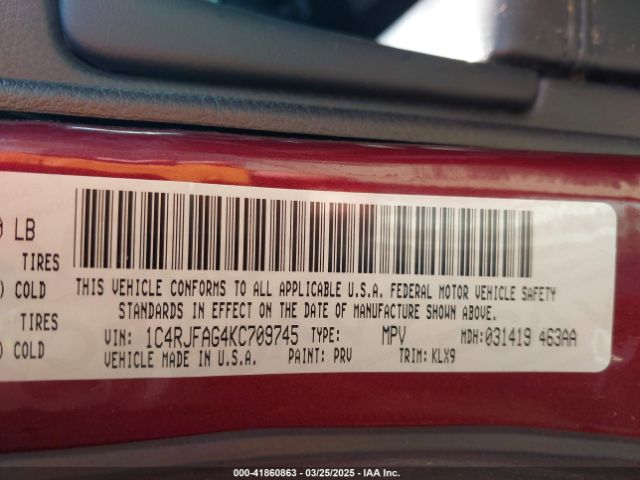 0 LB
TIRES
) COLD
TIRES
) COLD
THIS VEHICLE CONFORMS TO ALL APPLICABLE U.S.A. FEDERAL MOTOR VEHICLE SAFETY
STANDARDS IN EFFECT ON THE DATE OF MANUFACTURE SHOWN ABOVE.
VIN: 1C4RJFAG4KC709745 TYPE: MPV MDH:031419 463AA
VEHICLE MADE IN U.S.A. PAINT: PRV TRIM: KLX9
000-41860863 - 03/25/2025 - IAA Inc.